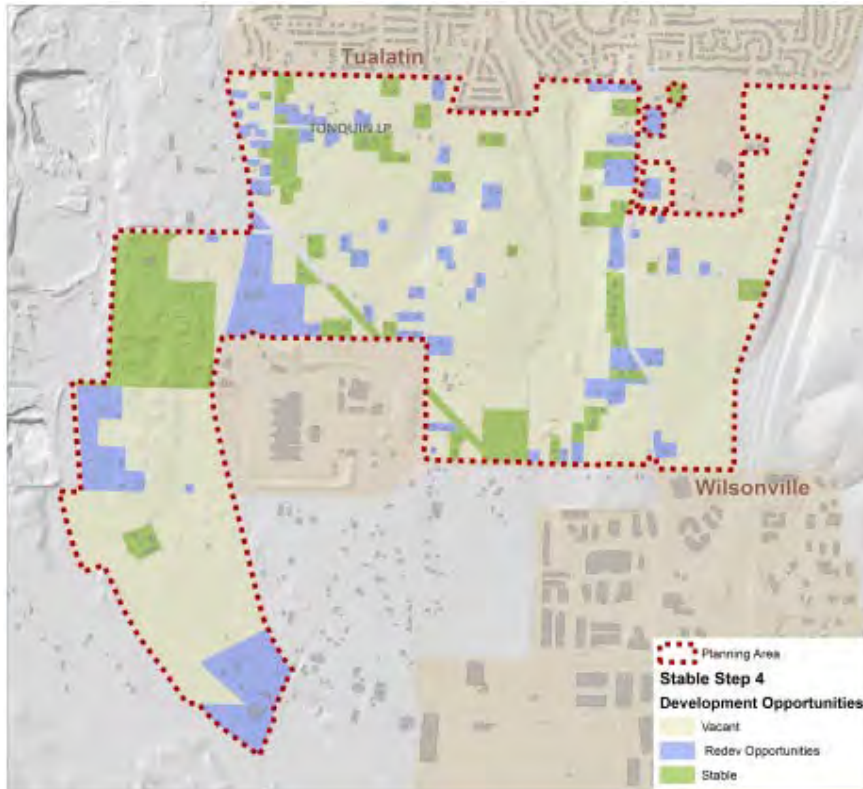 Tualatin
TONQUIN LP
Wilsonville
Planning Area
Stable Step 4
Development Opportunities
Vacant
Redev Opportunities
Stable